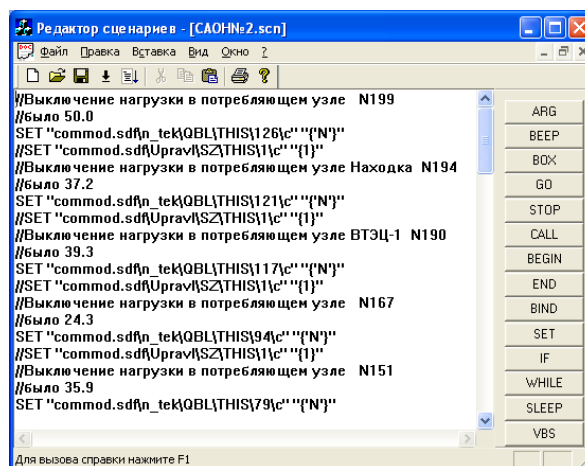 Редактор сценариев - [САОН№2.scn]
Файл Правка Вставка Вид Окно ?
//Выключение нагрузки в потребляющем узле N199
//было 50.0
SET "commod.sdf\n_tek\QBL\THIS\126\c" "{'N'}"
//SET "commod.sdf\Upravl\SZ\THIS\1\c" "{1}"
//Выключение нагрузки в потребляющем узле Находка N194
//было 37.2
SET "commod.sdf\n_tek\QBL\THIS\121\c" "{'N'}"
//SET "commod.sdf\Upravl\SZ\THIS\1\c" "{1}"
//Выключение нагрузки в потребляющем узле ВТЭЦ-1 N190
//было 39.3
SET "commod.sdf\n_tek\QBL\THIS\117\c" "{'N'}"
//SET "commod.sdf\Upravl\SZ\THIS\1\c" "{1}"
//Выключение нагрузки в потребляющем узле N167
//было 24.3
SET "commod.sdf\n_tek\QBL\THIS\94\c" "{'N'}"
//SET "commod.sdf\Upravl\SZ\THIS\1\c" "{1}"
//Выключение нагрузки в потребляющем узле N151
//было 35.9
SET "commod.sdf\n_tek\QBL\THIS\79\c" "{'N'}"
ARG
BEEP
BOX
GO
STOP
CALL
BEGIN
END
BIND
SET
IF
WHILE
SLEEP
VBS
Для вызова справки нажмите F1